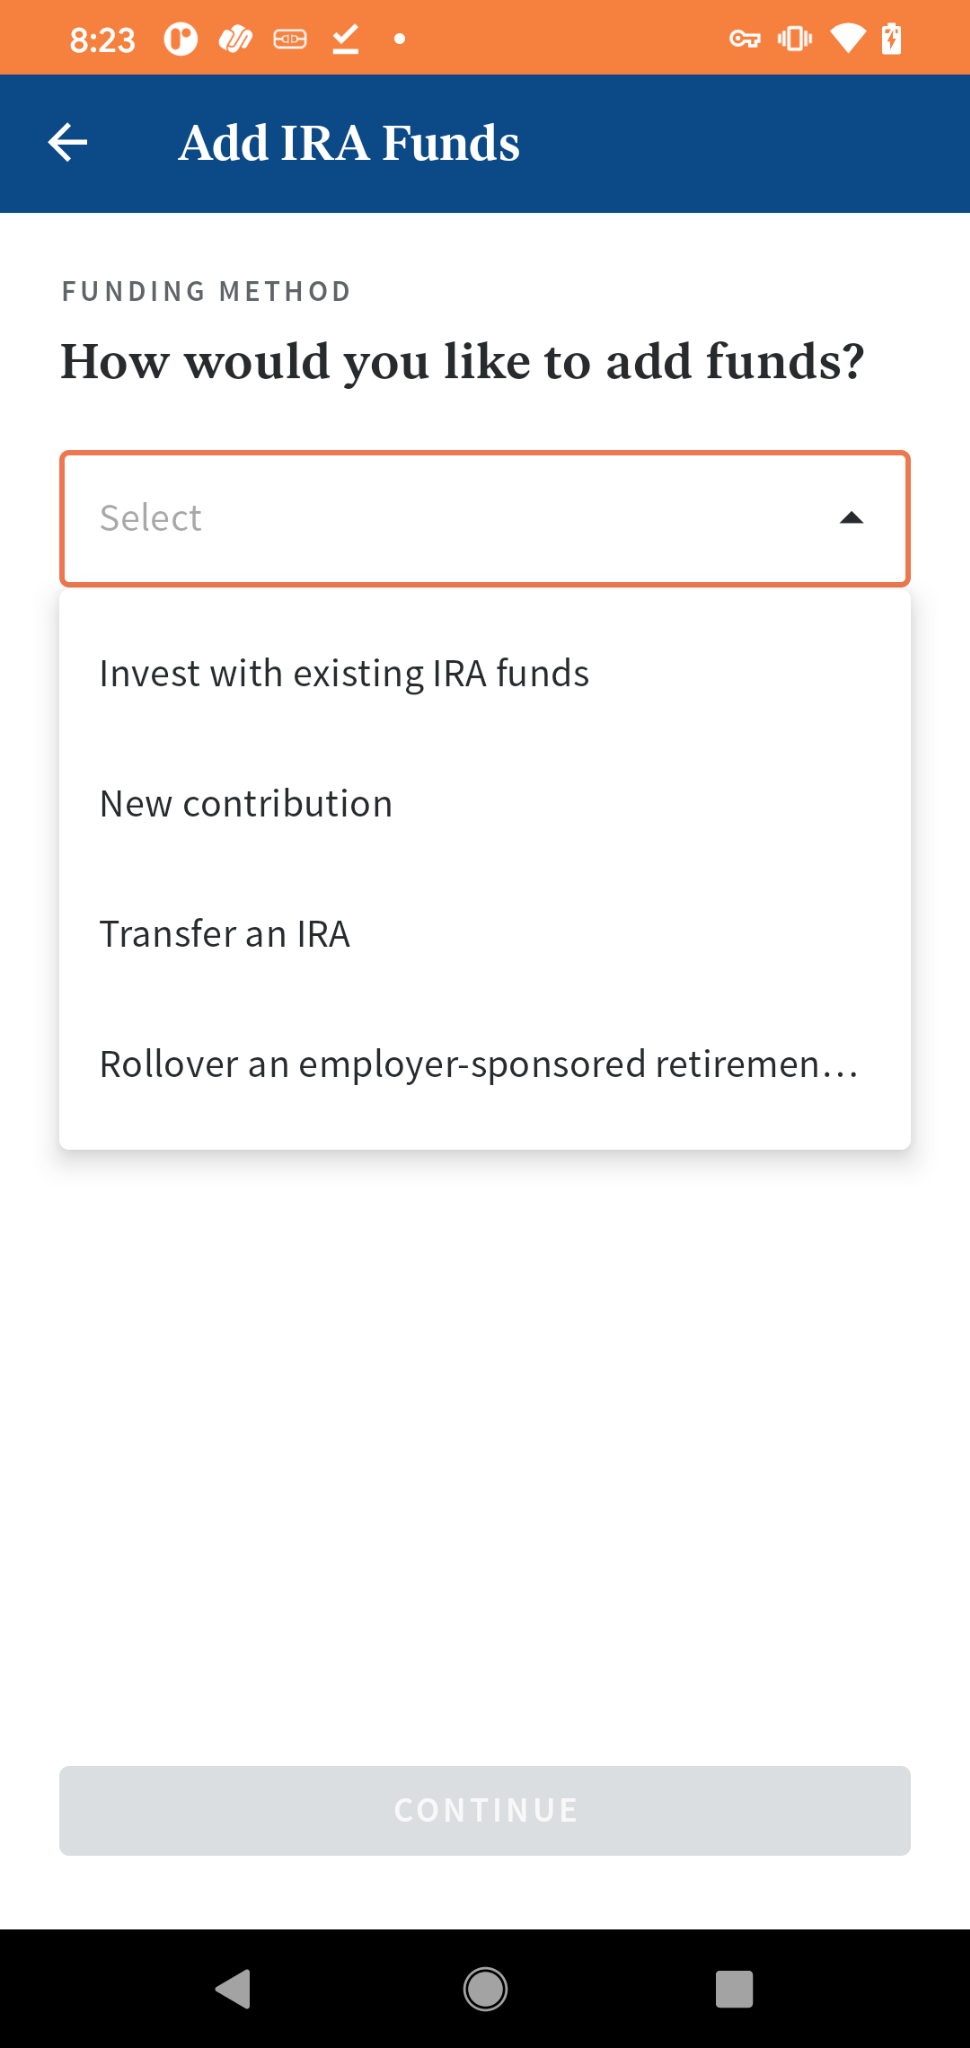 8:23
Add IRA Funds
FUNDING METHOD
How would you like to add funds?
Select
Invest with existing IRA funds
New contribution
Transfer an IRA
Rollover an employer-sponsored retiremen...
CONTINUE